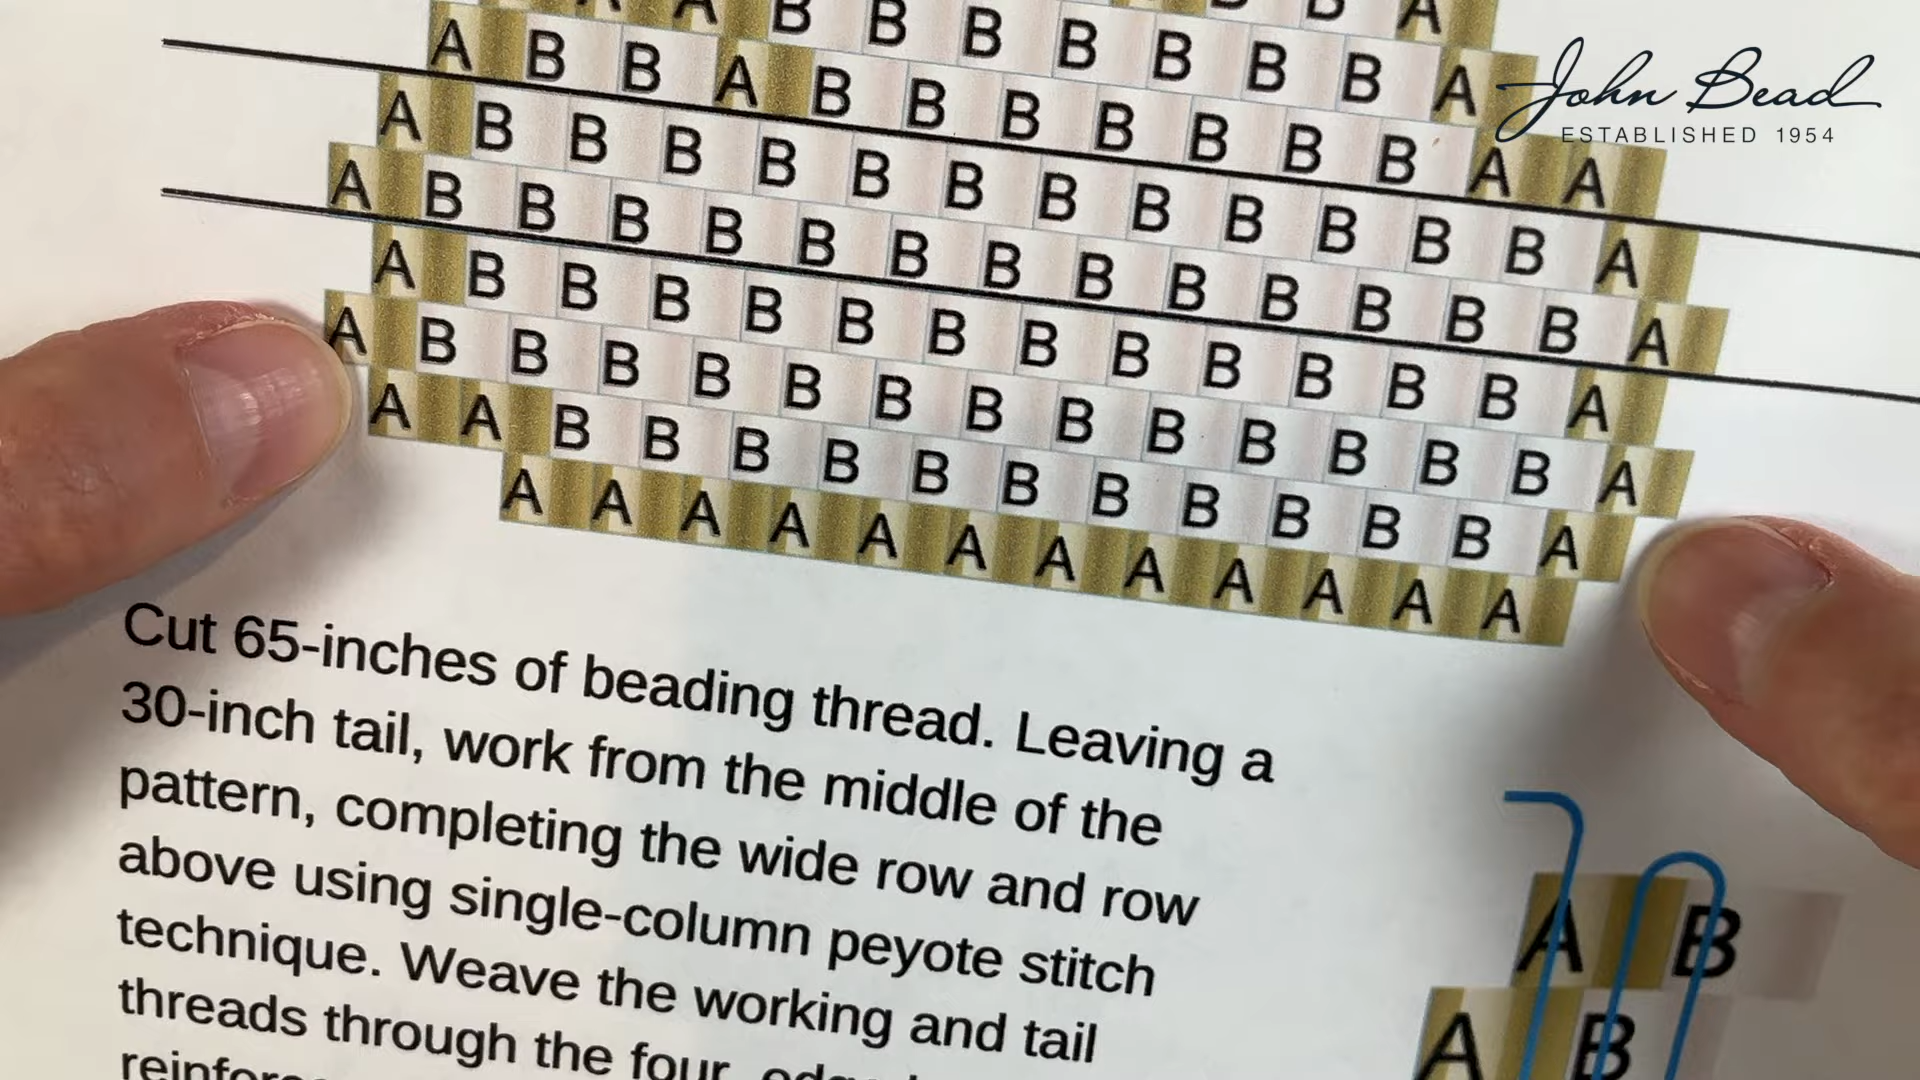 B B A
A A B B B B B B B A
A B B A B B B B B B B A A
A B B B B B B B B B B B B A
A B B B B B B B B B B B B B A
A B B B B B B B B B B B B A
A B B B B B B B B B B B B B A
A A B B B B B B B B B B B A
A A A A A A A A A A A A
John Bead
ESTABLISHED 1954
Cut 65-inches of beading thread. Leaving a
30-inch tail, work from the middle of the
pattern, completing the wide row and row
above using single-column peyote stitch
technique. Weave the working and tail
threads through the four
A B
A B